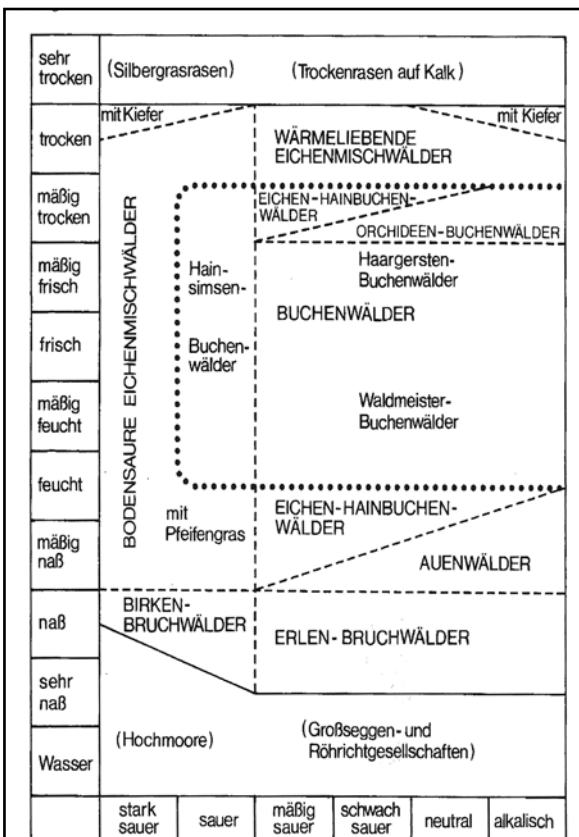 sehr
trocken
(Silbergrasrasen)
(Trockenrasen auf Kalk)
trocken
mit Kiefer
mit Kiefer
WÄRMELIEBENDE
EICHENMISCHWÄLDER
mäßig
trocken
EICHEN-HAINBUCHEN-
WÄLDER
ORCHIDEEN-BUCHENWÄLDER
BODENSAURE EICHENMISCHWÄLDER
mäßig
frisch
Hain-
simsen-
Haargersten-
Buchenwälder
BUCHENWÄLDER
frisch
Buchen-
wälder
mäßig
feucht
Waldmeister-
Buchenwälder
feucht
mit
Pfeifengras
EICHEN-HAINBUCHEN-
WÄLDER
mäßig
naß
AUENWÄLDER
naß
BIRKEN-
BRUCHWÄLDER
ERLEN-BRUCHWÄLDER
sehr
naß
(Hochmoore)
(Großseggen- und
Röhrichtgesellschaften)
Wasser
stark
sauer
sauer
mäßig
sauer
schwach
sauer
neutral
alkalisch